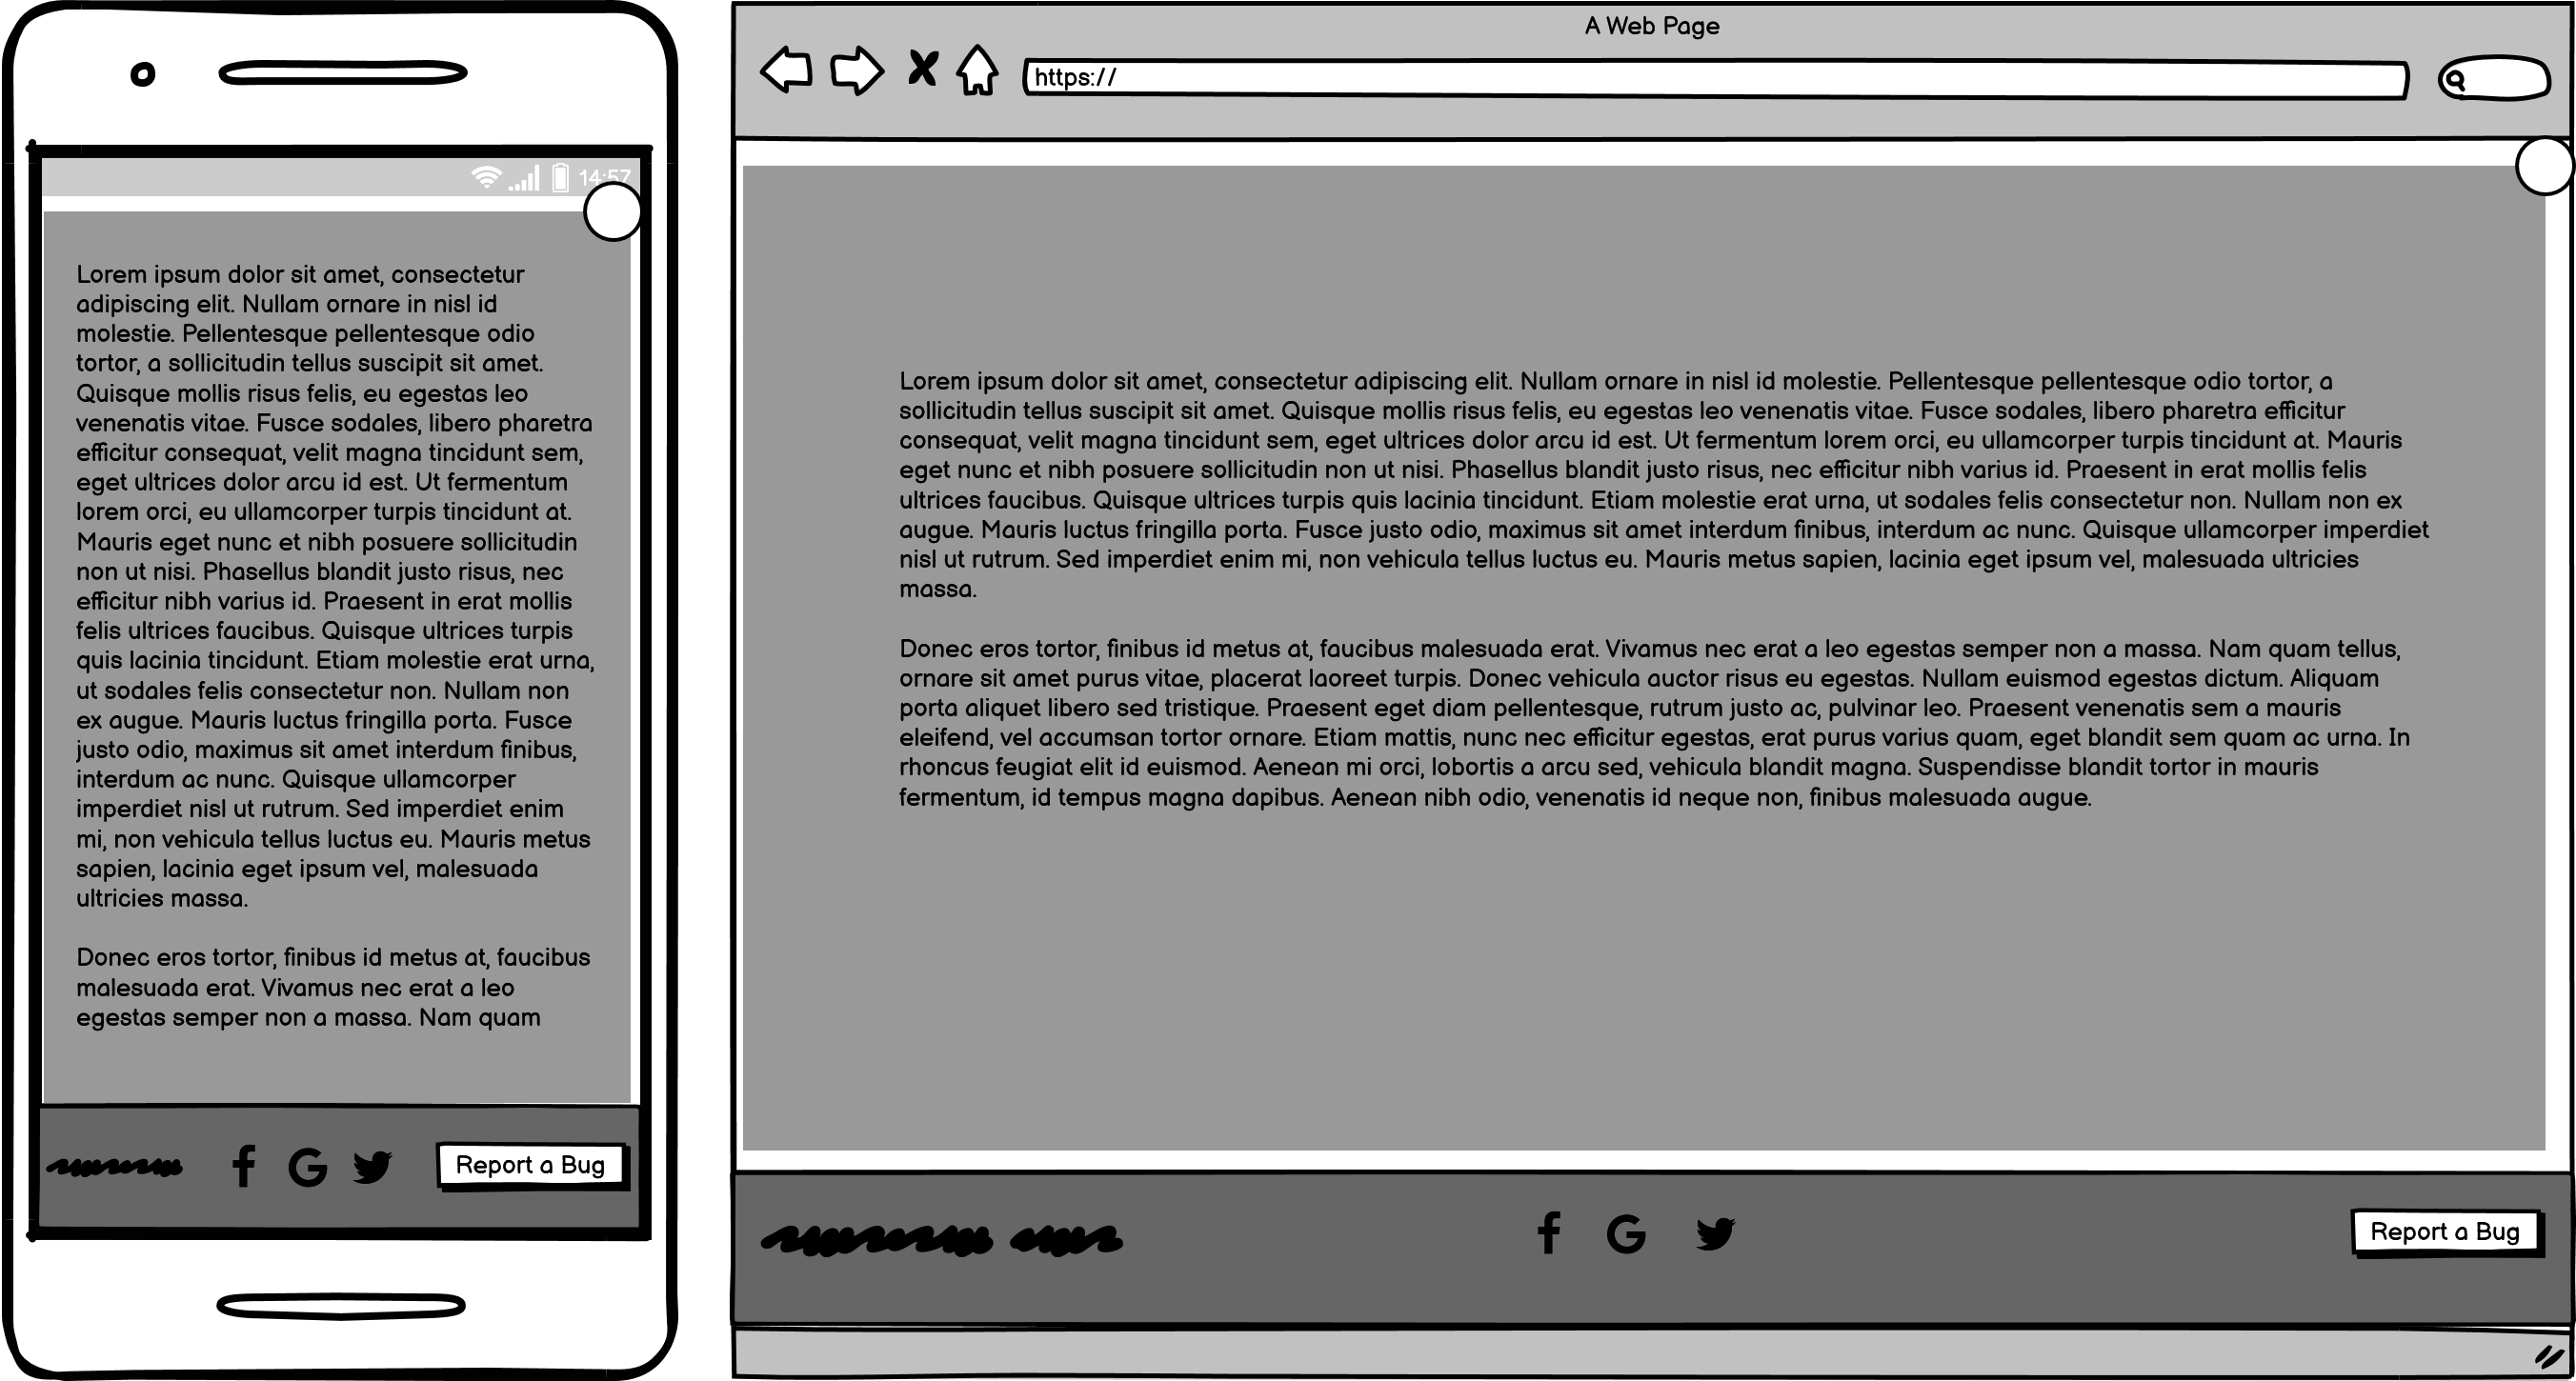 14:57
Lorem ipsum dolor sit amet, consectetur
adipiscing elit. Nullam ornare in nisl id
molestie. Pellentesque pellentesque odio
tortor, a sollicitudin tellus suscipit sit amet.
Quisque mollis risus felis, eu egestas leo
venenatis vitae. Fusce sodales, libero pharetra
efficitur consequat, velit magna tincidunt sem,
eget ultrices dolor arcu id est. Ut fermentum
lorem orci, eu ullamcorper turpis tincidunt at.
Mauris eget nunc et nibh posuere sollicitudin
non ut nisi. Phasellus blandit justo risus, nec
efficitur nibh varius id. Praesent in erat mollis
felis ultrices faucibus. Quisque ultrices turpis
quis lacinia tincidunt. Etiam molestie erat urna,
ut sodales felis consectetur non. Nullam non
ex augue. Mauris luctus fringilla porta. Fusce
justo odio, maximus sit amet interdum finibus,
interdum ac nunc. Quisque ullamcorper
imperdiet nisl ut rutrum. Sed imperdiet enim
mi, non vehicula tellus luctus eu. Mauris metus
sapien, lacinia eget ipsum vel, malesuada
ultricies massa.
Donec eros tortor, finibus id metus at, faucibus
malesuada erat. Vivamus nec erat a leo
egestas semper non a massa. Nam quam
Report a Bug
A Web Page
https://
Lorem ipsum dolor sit amet, consectetur adipiscing elit. Nullam ornare in nisl id molestie. Pellentesque pellentesque odio tortor, a
sollicitudin tellus suscipit sit amet. Quisque mollis risus felis, eu egestas leo venenatis vitae. Fusce sodales, libero pharetra efficitur
consequat, velit magna tincidunt sem, eget ultrices dolor arcu id est. Ut fermentum lorem orci, eu ullamcorper turpis tincidunt at. Mauris
eget nunc et nibh posuere sollicitudin non ut nisi. Phasellus blandit justo risus, nec efficitur nibh varius id. Praesent in erat mollis felis
ultrices faucibus. Quisque ultrices turpis quis lacinia tincidunt. Etiam molestie erat urna, ut sodales felis consectetur non. Nullam non ex
augue. Mauris luctus fringilla porta. Fusce justo odio, maximus sit amet interdum finibus, interdum ac nunc. Quisque ullamcorper imperdiet
nisl ut rutrum. Sed imperdiet enim mi, non vehicula tellus luctus eu. Mauris metus sapien, lacinia eget ipsum vel, malesuada ultricies
massa.
Donec eros tortor, finibus id metus at, faucibus malesuada erat. Vivamus nec erat a leo egestas semper non a massa. Nam quam tellus,
ornare sit amet purus vitae, placerat laoreet turpis. Donec vehicula auctor risus eu egestas. Nullam euismod egestas dictum. Aliquam
porta aliquet libero sed tristique. Praesent eget diam pellentesque, rutrum justo ac, pulvinar leo. Praesent venenatis sem a mauris
eleifend, vel accumsan tortor ornare. Etiam mattis, nunc nec efficitur egestas, erat purus varius quam, eget blandit sem quam ac urna. In
rhoncus feugiat elit id euismod. Aenean mi orci, lobortis a arcu sed, vehicula blandit magna. Suspendisse blandit tortor in mauris
fermentum, id tempus magna dapibus. Aenean nibh odio, venenatis id neque non, finibus malesuada augue.
Report a Bug